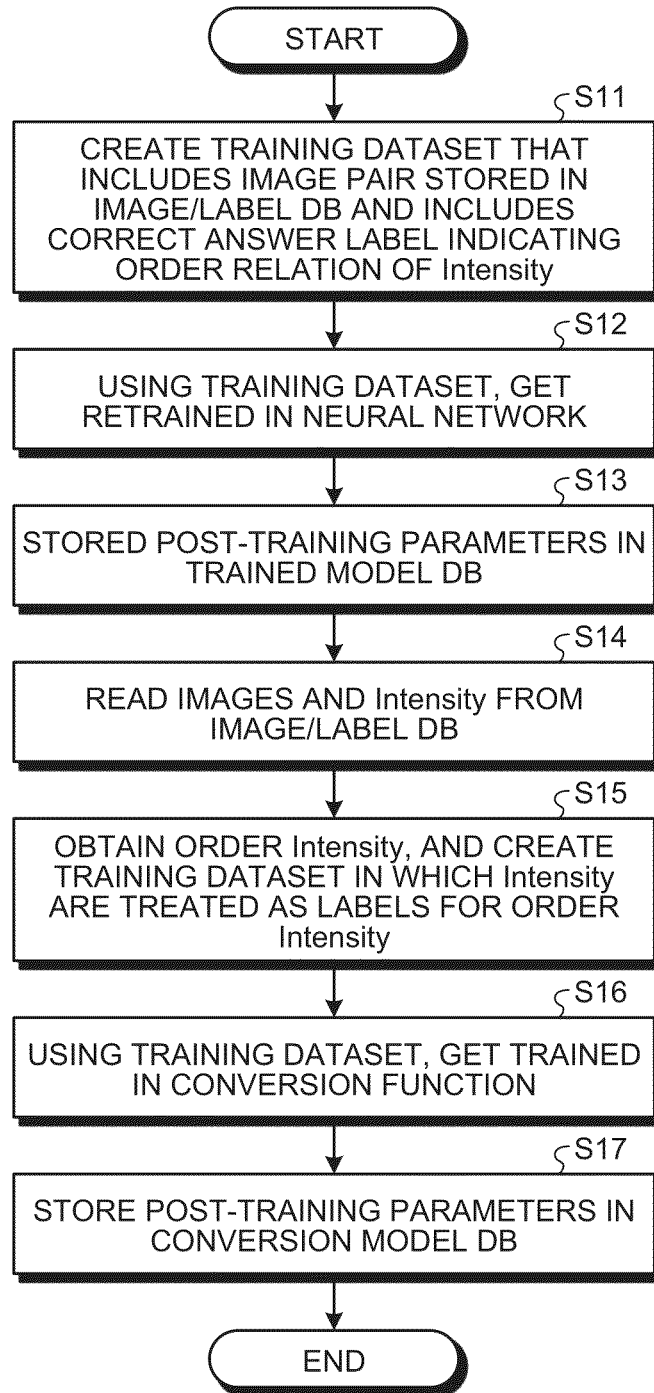 START
S11
CREATE TRAINING DATASET THAT
INCLUDES IMAGE PAIR STORED IN
IMAGE/LABEL DB AND INCLUDES
CORRECT ANSWER LABEL INDICATING
ORDER RELATION OF Intensity
S12
USING TRAINING DATASET, GET
RETRAINED IN NEURAL NETWORK
S13
STORED POST-TRAINING PARAMETERS IN
TRAINED MODEL DB
S14
READ IMAGES AND Intensity FROM
IMAGE/LABEL DB
S15
OBTAIN ORDER Intensity, AND CREATE
TRAINING DATASET IN WHICH Intensity
ARE TREATED AS LABELS FOR ORDER
Intensity
S16
USING TRAINING DATASET, GET TRAINED
IN CONVERSION FUNCTION
S17
STORE POST-TRAINING PARAMETERS IN
CONVERSION MODEL DB
END